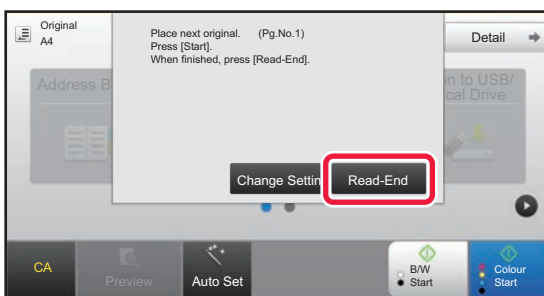 Original
A4
Place next original. (Pg.No.1)
Press [Start].
When finished, press [Read-End].
Detail
Address B
n to USB/
cal Drive
Change Settin
Read-End
CA
Preview
Auto Set
B/W
Start
Colour
Start